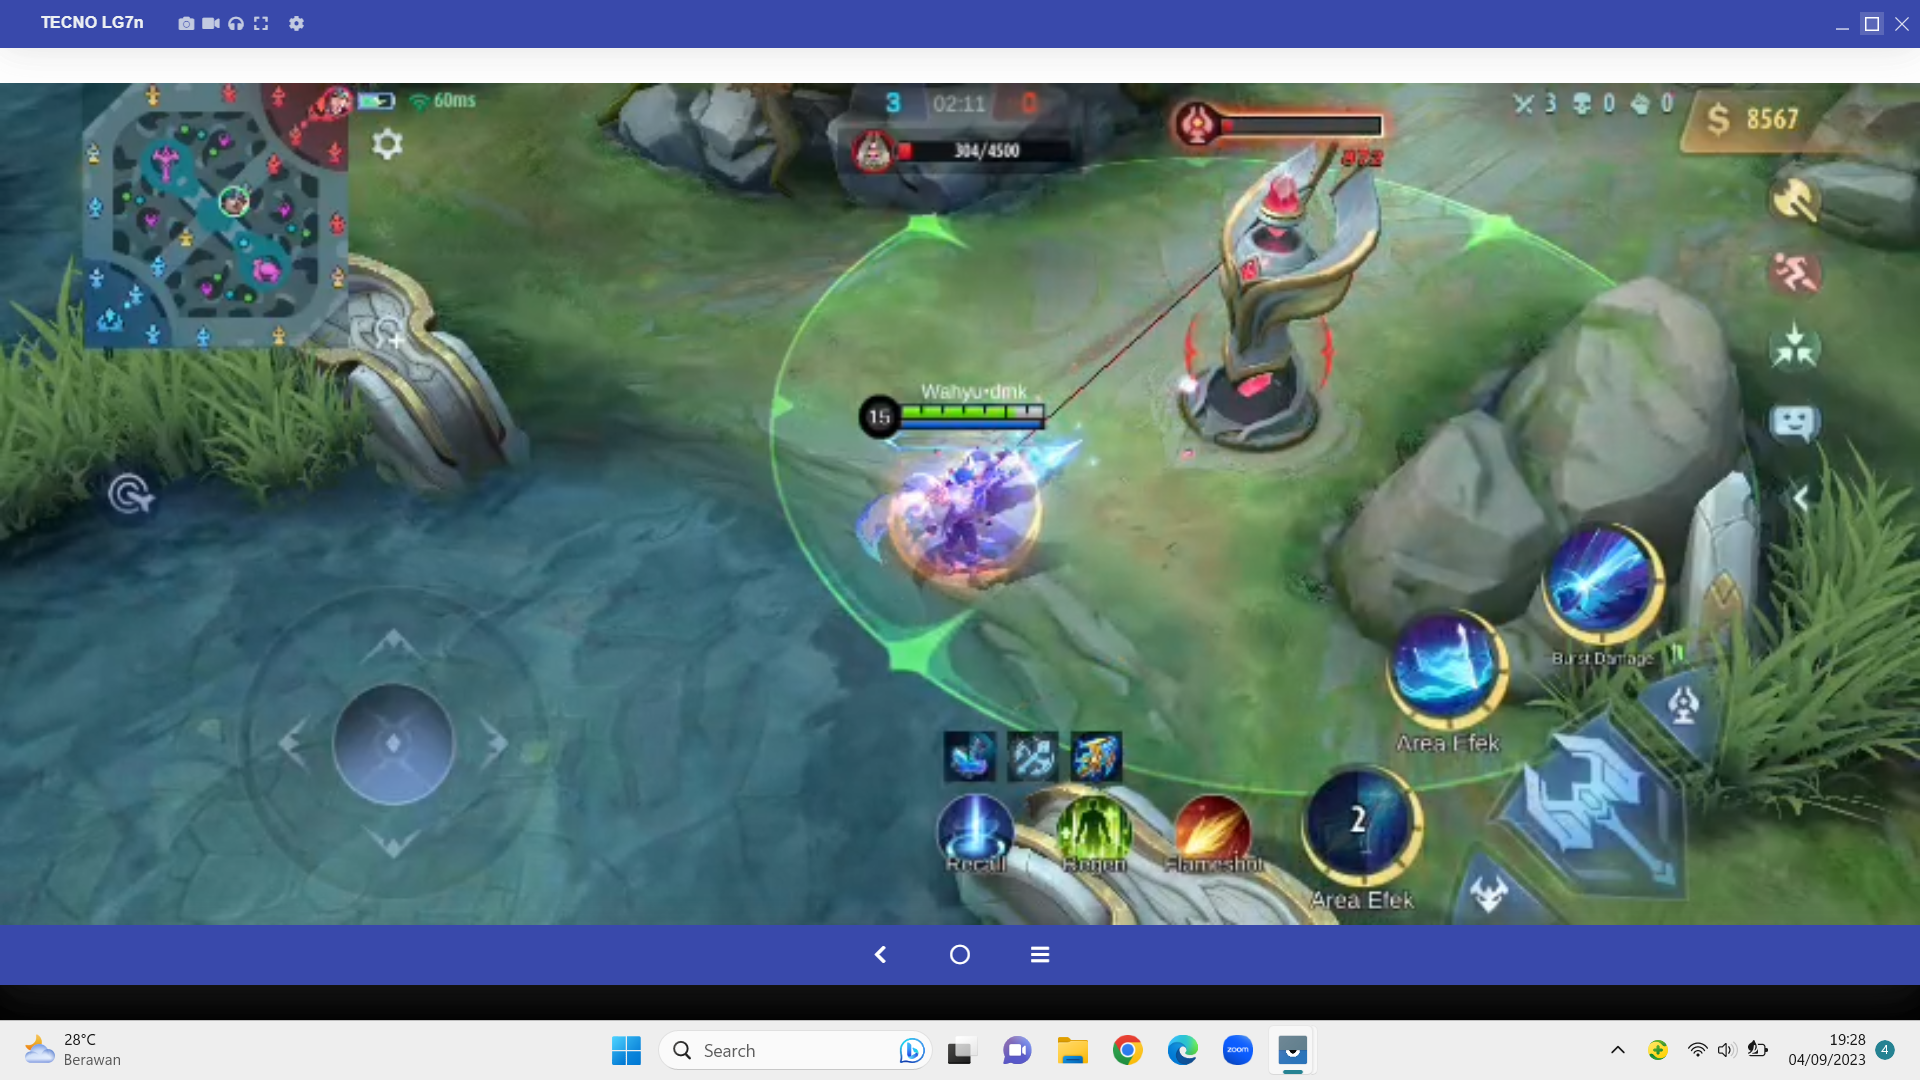 TECNO LG7n
60ms
3 02:11 0
304/4500
872
3 0 0
8567
Wahyu•dmk
15
Burst Damage
Area Efek
2
Recall Regen Flameshot
Area Efek
28°C
Berawan
Search
zoom
19:28
04/09/2023
4